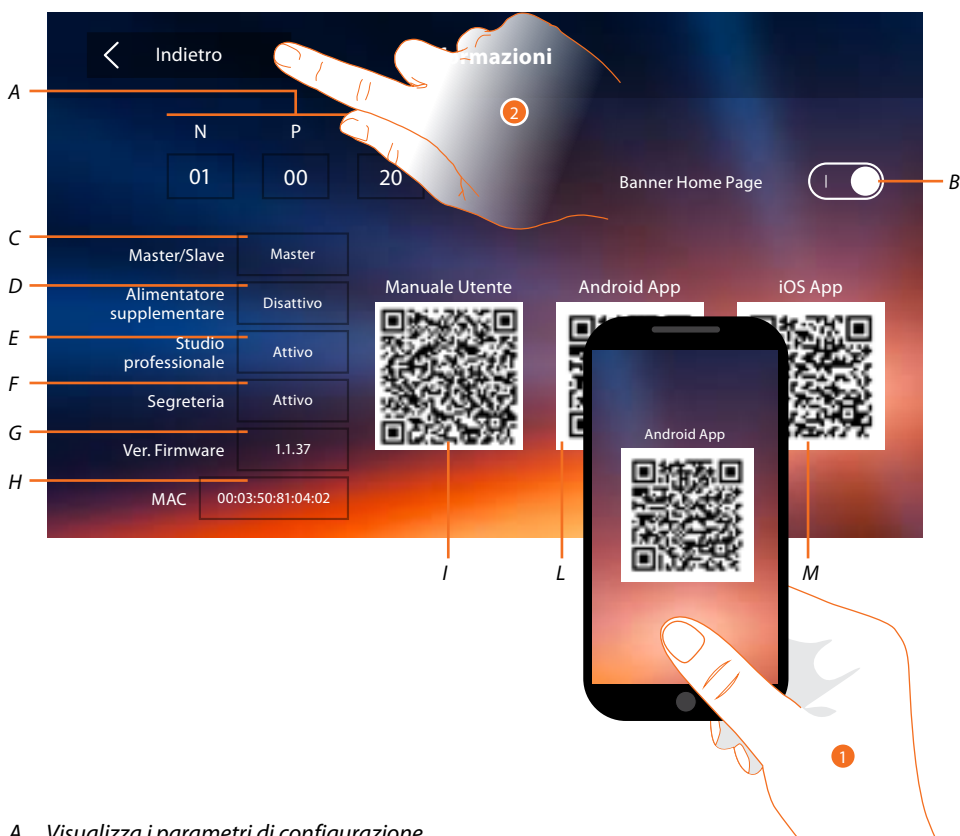 Indietro
mazioni
2
A
N P
01 00 20
Banner Home Page
B
C
Master/Slave Master
D
Alimentatore
supplementare Disattivo
E
Studio
professionale Attivo
F
Segreteria Attivo
G
Ver. Firmware 1.1.37
H
MAC 00:03:50:81:04:02
Manuale Utente Android App iOS App
Android App
I L M
1
A Visualizza i parametri di configurazione